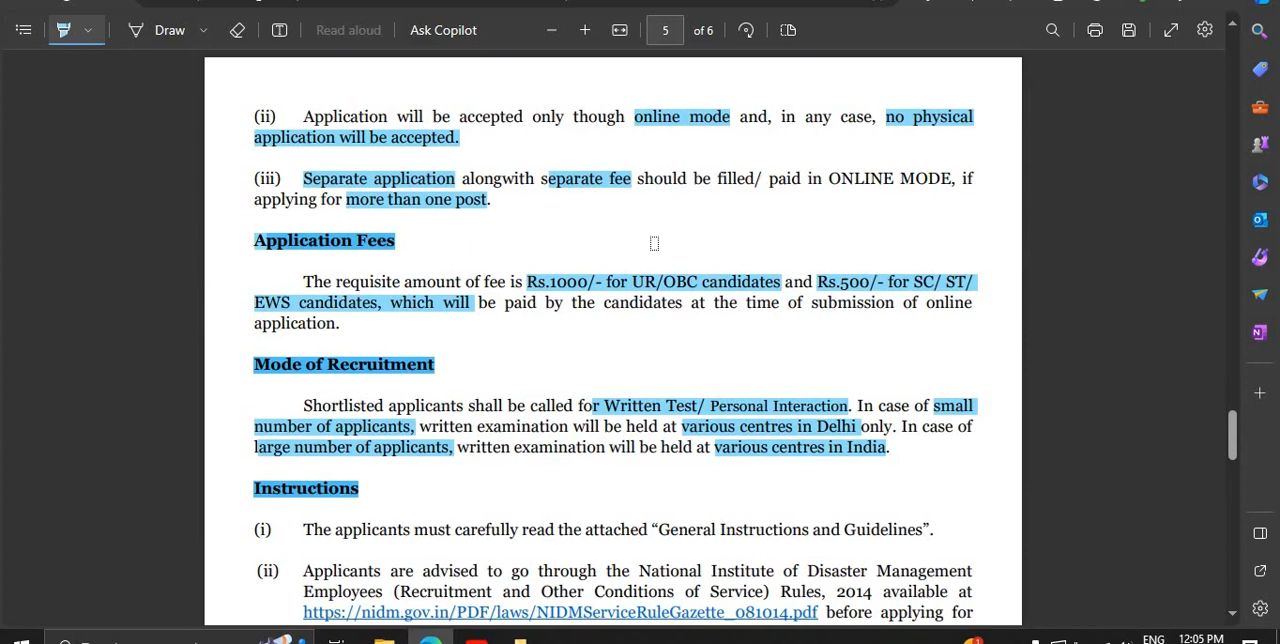 Draw
Read aloud
Ask Copilot
5
of 6
(ii) Application will be accepted only though online mode and, in any case, no physical
application will be accepted.
(iii) Separate application alongwith separate fee should be filled/ paid in ONLINE MODE, if
applying for more than one post.
Application Fees
The requisite amount of fee is Rs.1000/- for UR/OBC candidates and Rs.500/- for SC/ ST/
EWS candidates, which will be paid by the candidates at the time of submission of online
application.
Mode of Recruitment
Shortlisted applicants shall be called for Written Test/ Personal Interaction. In case of small
number of applicants, written examination will be held at various centres in Delhi only. In case of
large number of applicants, written examination will be held at various centres in India.
Instructions
(i) The applicants must carefully read the attached “General Instructions and Guidelines”.
(ii) Applicants are advised to go through the National Institute of Disaster Management
Employees (Recruitment and Other Conditions of Service) Rules, 2014 available at
https://nidm.gov.in/PDF/laws/NIDMServiceRuleGazette_081014.pdf before applying for
ENG
12:05 PM